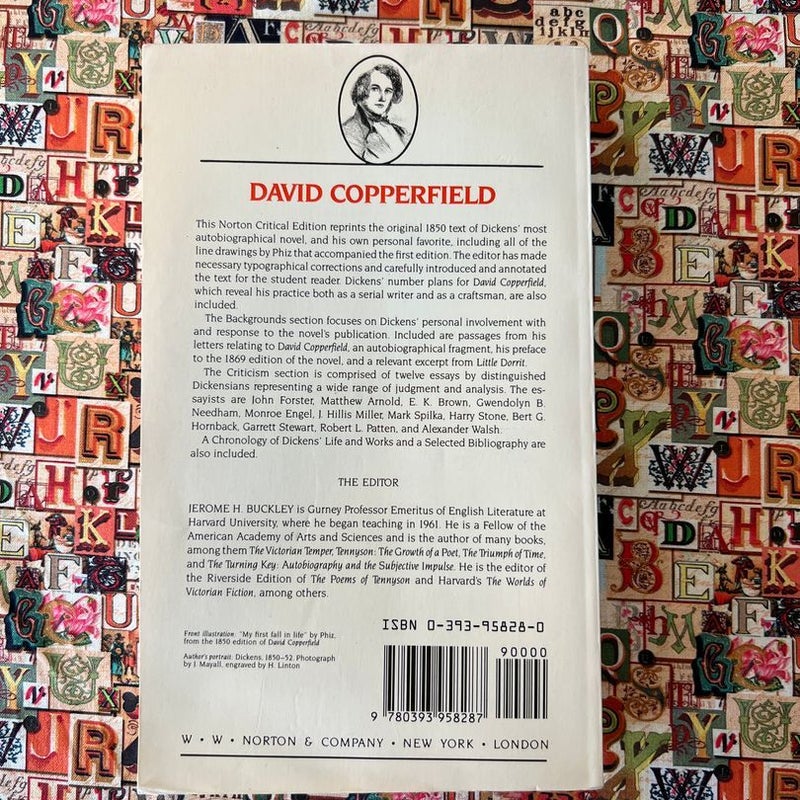 DAVID COPPERFIELD
This Norton Critical Edition reprints the original 1850 text of Dickens' most
autobiographical novel, and his own personal favorite, including all of the
line drawings by Phiz that accompanied the first edition. The editor has made
necessary typographical corrections and carefully introduced and annotated
the text for the student reader. Dickens' number plans for David Copperfield,
which reveal his practice both as a serial writer and as a craftsman, are also
included.
The Backgrounds section focuses on Dickens' personal involvement with
and response to the novel's publication. Included are passages from his
letters relating to David Copperfield, an autobiographical fragment, his preface
to the 1869 edition of the novel, and a relevant excerpt from Little Dorrit.
The Criticism section is comprised of twelve essays by distinguished
Dickensians representing a wide range of judgment and analysis. The es-
sayists are John Forster, Matthew Arnold, E. K. Brown, Gwendolyn B.
Needham, Monroe Engel, J. Hillis Miller, Mark Spilka, Harry Stone, Bert G.
Hornback, Garrett Stewart, Robert L. Patten, and Alexander Walsh.
A Chronology of Dickens' Life and Works and a Selected Bibliography are
also included.
THE EDITOR
JEROME H. BUCKLEY is Gurney Professor Emeritus of English Literature at
Harvard University, where he began teaching in 1961. He is a Fellow of the
American Academy of Arts and Sciences and is the author of many books,
among them The Victorian Temper, Tennyson: The Growth of a Poet, The Triumph of Time,
and The Turning Key: Autobiography and the Subjective Impulse. He is the editor of
the Riverside Edition of The Poems of Tennyson and Harvard's The Worlds of
Victorian Fiction, among others.
Front illustration: "My first fall in life" by Phiz,
from the 1850 edition of David Copperfield
Author's portrait: Dickens, 1850–52. Photograph
by J. Mayall, engraved by H. Linton
ISBN 0-393-95828-0
90000
9 780393 958287
W • W • NORTON & COMPANY • NEW YORK • LONDON